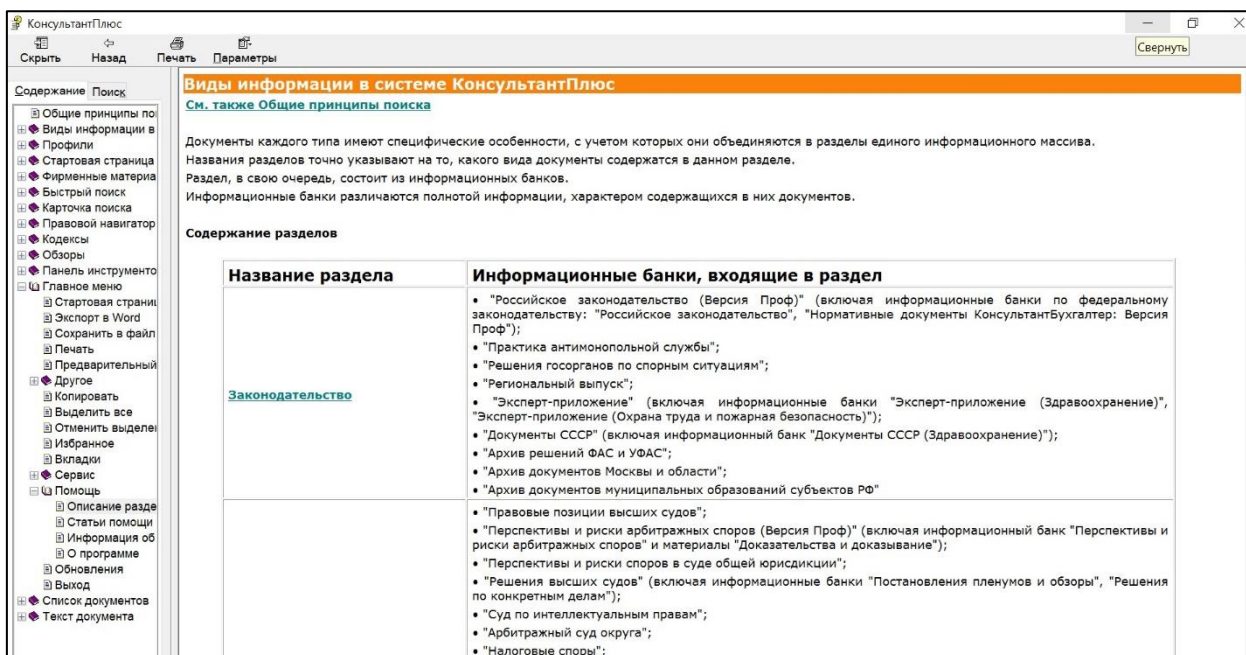 КонсультантПлюс
Свернуть
Скрыть Назад Печать Параметры
Содержание Поиск
Общие принципы по
Виды информации в
Профили
Стартовая страница
Фирменные материа
Быстрый поиск
Карточка поиска
Правовой навигатор
Кодексы
Обзоры
Панель инструменто
Главное меню
Стартовая страниц
Экспорт в Word
Сохранить в файл
Печать
Предварительный
Другое
Копировать
Выделить все
Отменить выделе
Избранное
Вкладки
Сервис
Помощь
Описание разде
Статьи помощи
Информация об
О программе
Обновления
Выход
Список документов
Текст документа
Виды информации в системе КонсультантПлюс
См. также Общие принципы поиска
Документы каждого типа имеют специфические особенности, с учетом которых они объединяются в разделы единого информационного массива.
Названия разделов точно указывают на то, какого вида документы содержатся в данном разделе.
Раздел, в свою очередь, состоит из информационных банков.
Информационные банки различаются полнотой информации, характером содержащихся в них документов.
Содержание разделов
Название раздела
Информационные банки, входящие в раздел
Законодательство
• "Российское законодательство (Версия Проф)" (включая информационные банки по федеральному
законодательству: "Российское законодательство", "Нормативные документы КонсультантБухгалтер: Версия
Проф");
• "Практика антимонопольной службы";
• "Решения госорганов по спорным ситуациям";
• "Региональный выпуск";
• "Эксперт-приложение" (включая информационные банки "Эксперт-приложение (Здравоохранение)",
"Эксперт-приложение (Охрана труда и пожарная безопасность)");
• "Документы СССР" (включая информационный банк "Документы СССР (Здравоохранение)");
• "Архив решений ФАС и УФАС";
• "Архив документов Москвы и области";
• "Архив документов муниципальных образований субъектов РФ"
• "Правовые позиции высших судов";
• "Перспективы и риски арбитражных споров (Версия Проф)" (включая информационный банк "Перспективы и
риски арбитражных споров" и материалы "Доказательства и доказывание");
• "Перспективы и риски споров в суде общей юрисдикции";
• "Решения высших судов" (включая информационные банки "Постановления пленумов и обзоры", "Решения
по конкретным делам");
• "Суд по интеллектуальным правам";
• "Арбитражный суд округа";
• "Налоговые споры";